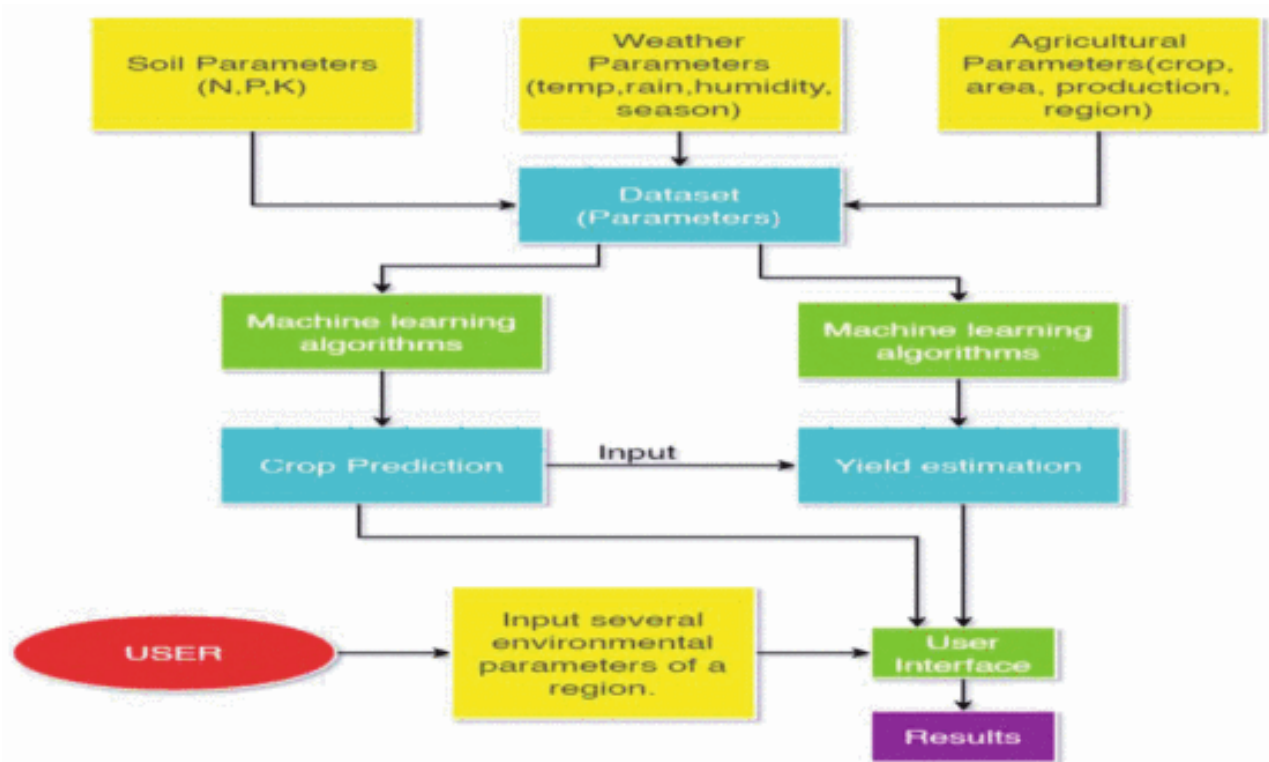 Soil Parameters
(N,P,K)
Weather
Parameters
(temp,rain,humidity,
season)
Agricultural
Parameters(crop,
area, production,
region)
Dataset
(Parameters)
Machine learning
algorithms
Machine learning
algorithms
Crop Prediction
Input
Yield estimation
USER
Input several
environmental
parameters of a
region.
User
Interface
Results